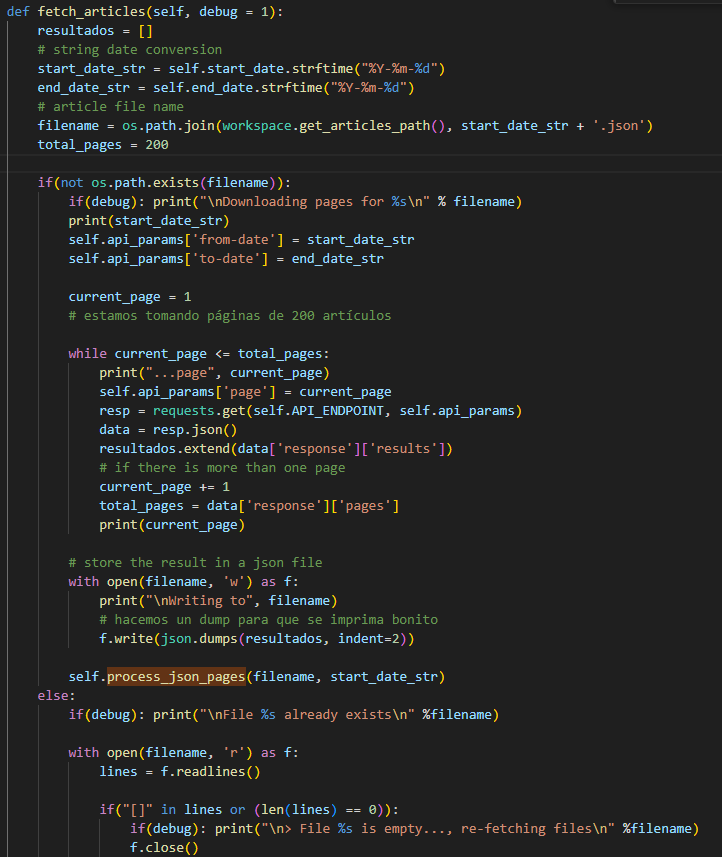 def fetch_articles(self, debug = 1):
    resultados = []
    # string date conversion
    start_date_str = self.start_date.strftime("%Y-%m-%d")
    end_date_str = self.end_date.strftime("%Y-%m-%d")
    # article file name
    filename = os.path.join(workspace.get_articles_path(), start_date_str + '.json')
    total_pages = 200

    if(not os.path.exists(filename)):
        if(debug): print("\nDownloading pages for %s\n" % filename)
        print(start_date_str)
        self.api_params['from-date'] = start_date_str
        self.api_params['to-date'] = end_date_str

        current_page = 1
        # estamos tomando páginas de 200 artículos

        while current_page <= total_pages:
            print("...page", current_page)
            self.api_params['page'] = current_page
            resp = requests.get(self.API_ENDPOINT, self.api_params)
            data = resp.json()
            resultados.extend(data['response']['results'])
            # if there is more than one page
            current_page += 1
            total_pages = data['response']['pages']
            print(current_page)

        # store the result in a json file
        with open(filename, 'w') as f:
            print("\nWriting to", filename)
            # hacemos un dump para que se imprima bonito
            f.write(json.dumps(resultados, indent=2))

        self.process_json_pages(filename, start_date_str)
    else:
        if(debug): print("\nFile %s already exists\n" %filename)

        with open(filename, 'r') as f:
            lines = f.readlines()

            if("[]" in lines or (len(lines) == 0)):
                if(debug): print("\n> File %s is empty..., re-fetching files\n" %filename)
                f.close()